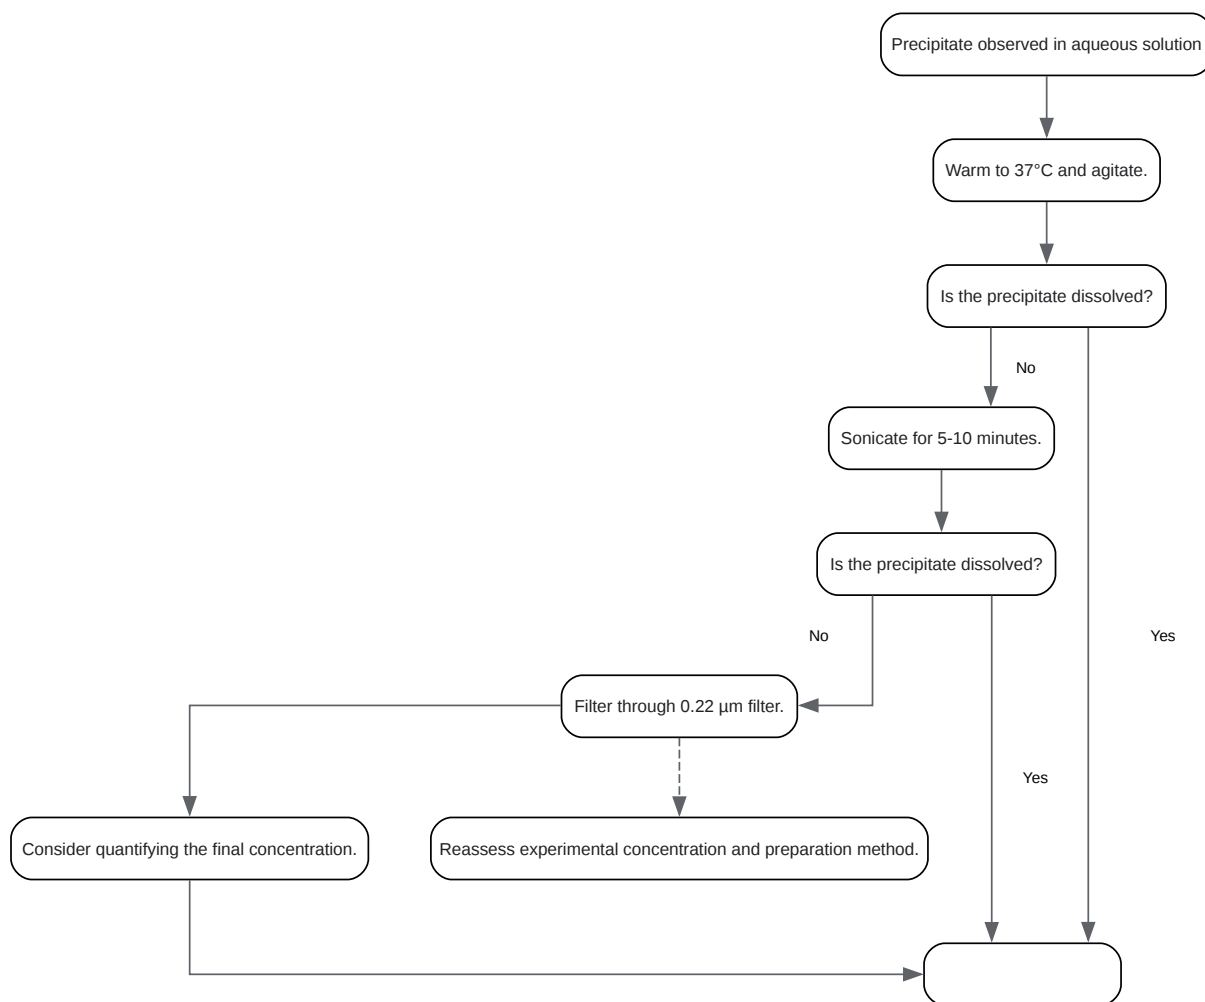 Precipitate observed in aqueous solution
Warm to 37°C and agitate.
Is the precipitate dissolved?
No
Sonicate for 5-10 minutes.
Is the precipitate dissolved?
No
Yes
Filter through 0.22 µm filter.
Yes
Consider quantifying the final concentration.
Reassess experimental concentration and preparation method.